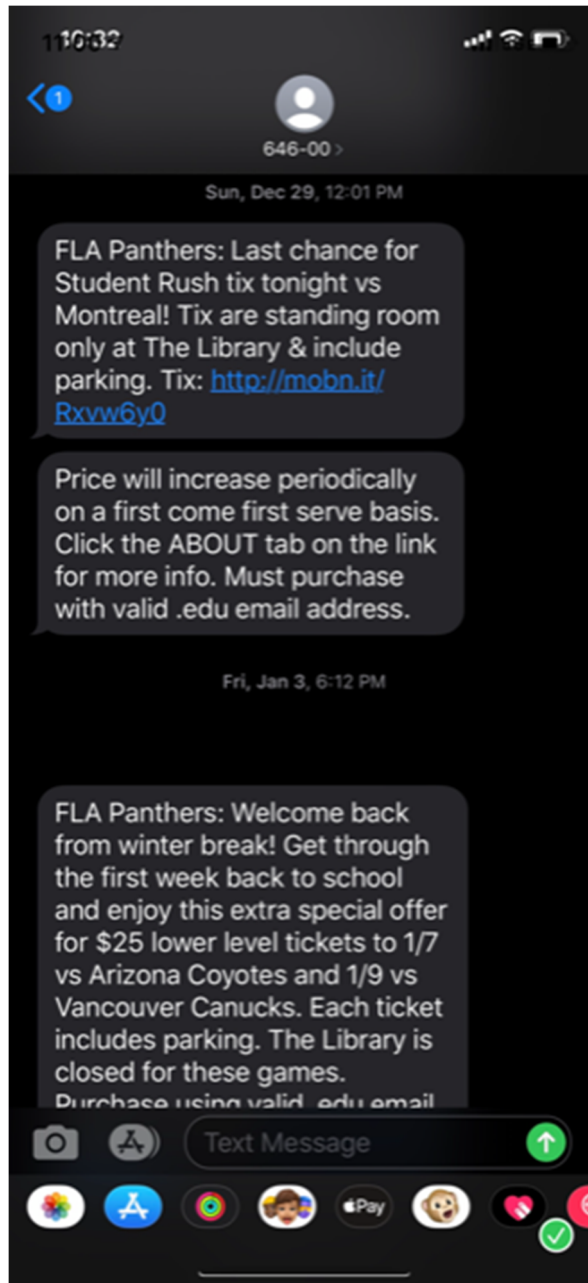 1
646-00 >
Sun, Dec 29, 12:01 PM
FLA Panthers: Last chance for
Student Rush tix tonight vs
Montreal! Tix are standing room
only at The Library & include
parking. Tix: http://mobn.it/
Rxvw6y0
Price will increase periodically
on a first come first serve basis.
Click the ABOUT tab on the link
for more info. Must purchase
with valid .edu email address.
Fri, Jan 3, 6:12 PM
FLA Panthers: Welcome back
from winter break! Get through
the first week back to school
and enjoy this extra special offer
for $25 lower level tickets to 1/7
vs Arizona Coyotes and 1/9 vs
Vancouver Canucks. Each ticket
includes parking. The Library is
closed for these games.
Purchase using valid .edu email
Text Message
Pay